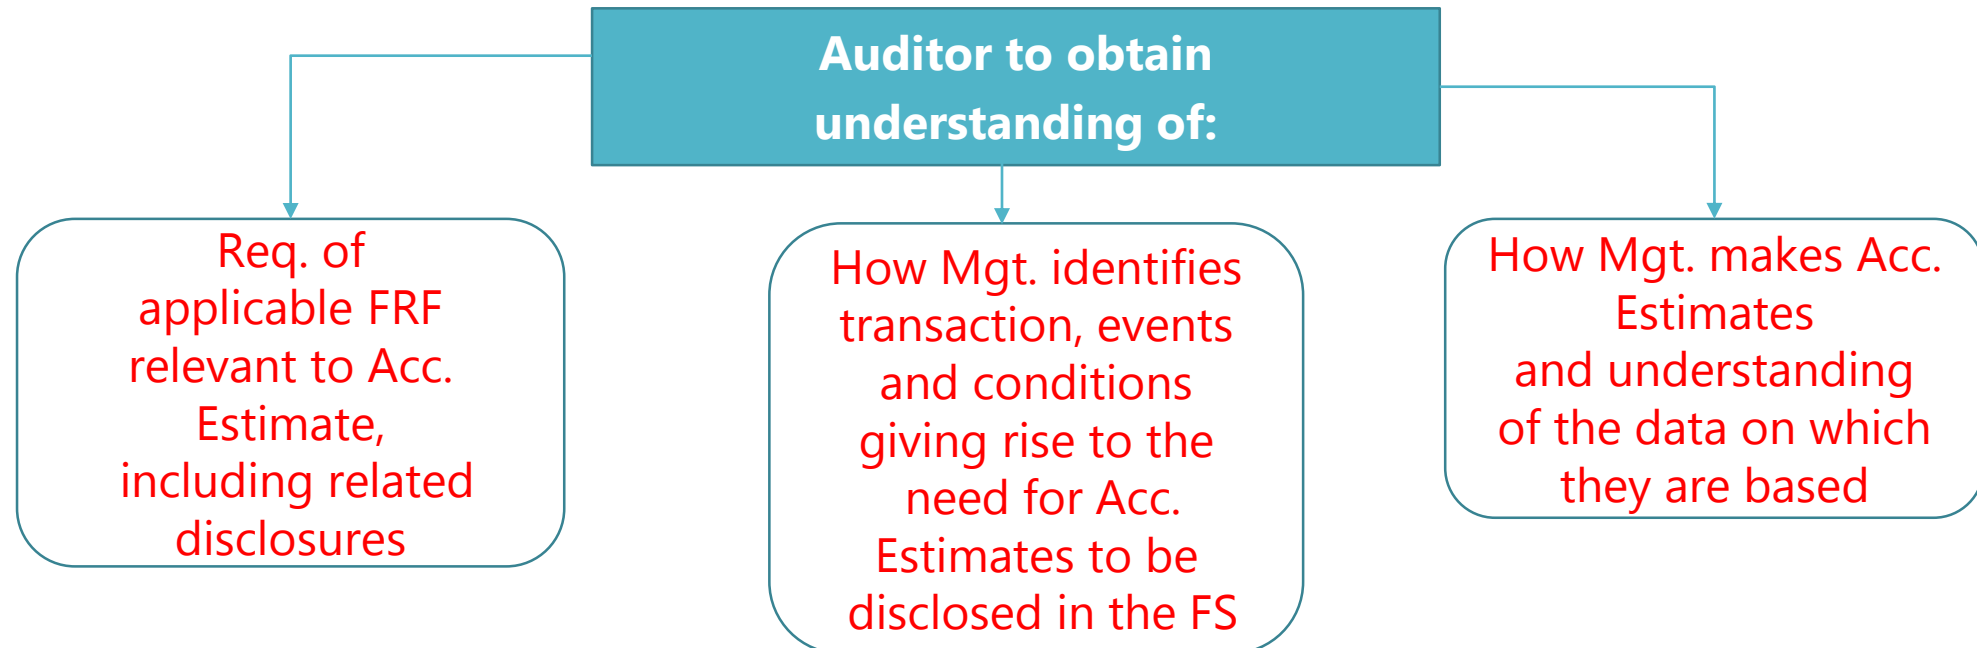 Auditor to obtain
understanding of:
Req. of
applicable FRF
relevant to Acc.
Estimate,
including related
disclosures
How Mgt. identifies
transaction, events
and conditions
giving rise to the
need for Acc.
Estimates to be
disclosed in the FS
How Mgt. makes Acc.
Estimates
and understanding
of the data on which
they are based